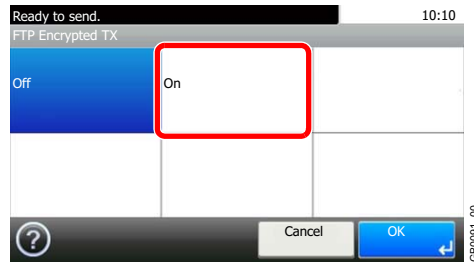 Ready to send. 10:10
FTP Encrypted TX
Off On
? Cancel OK